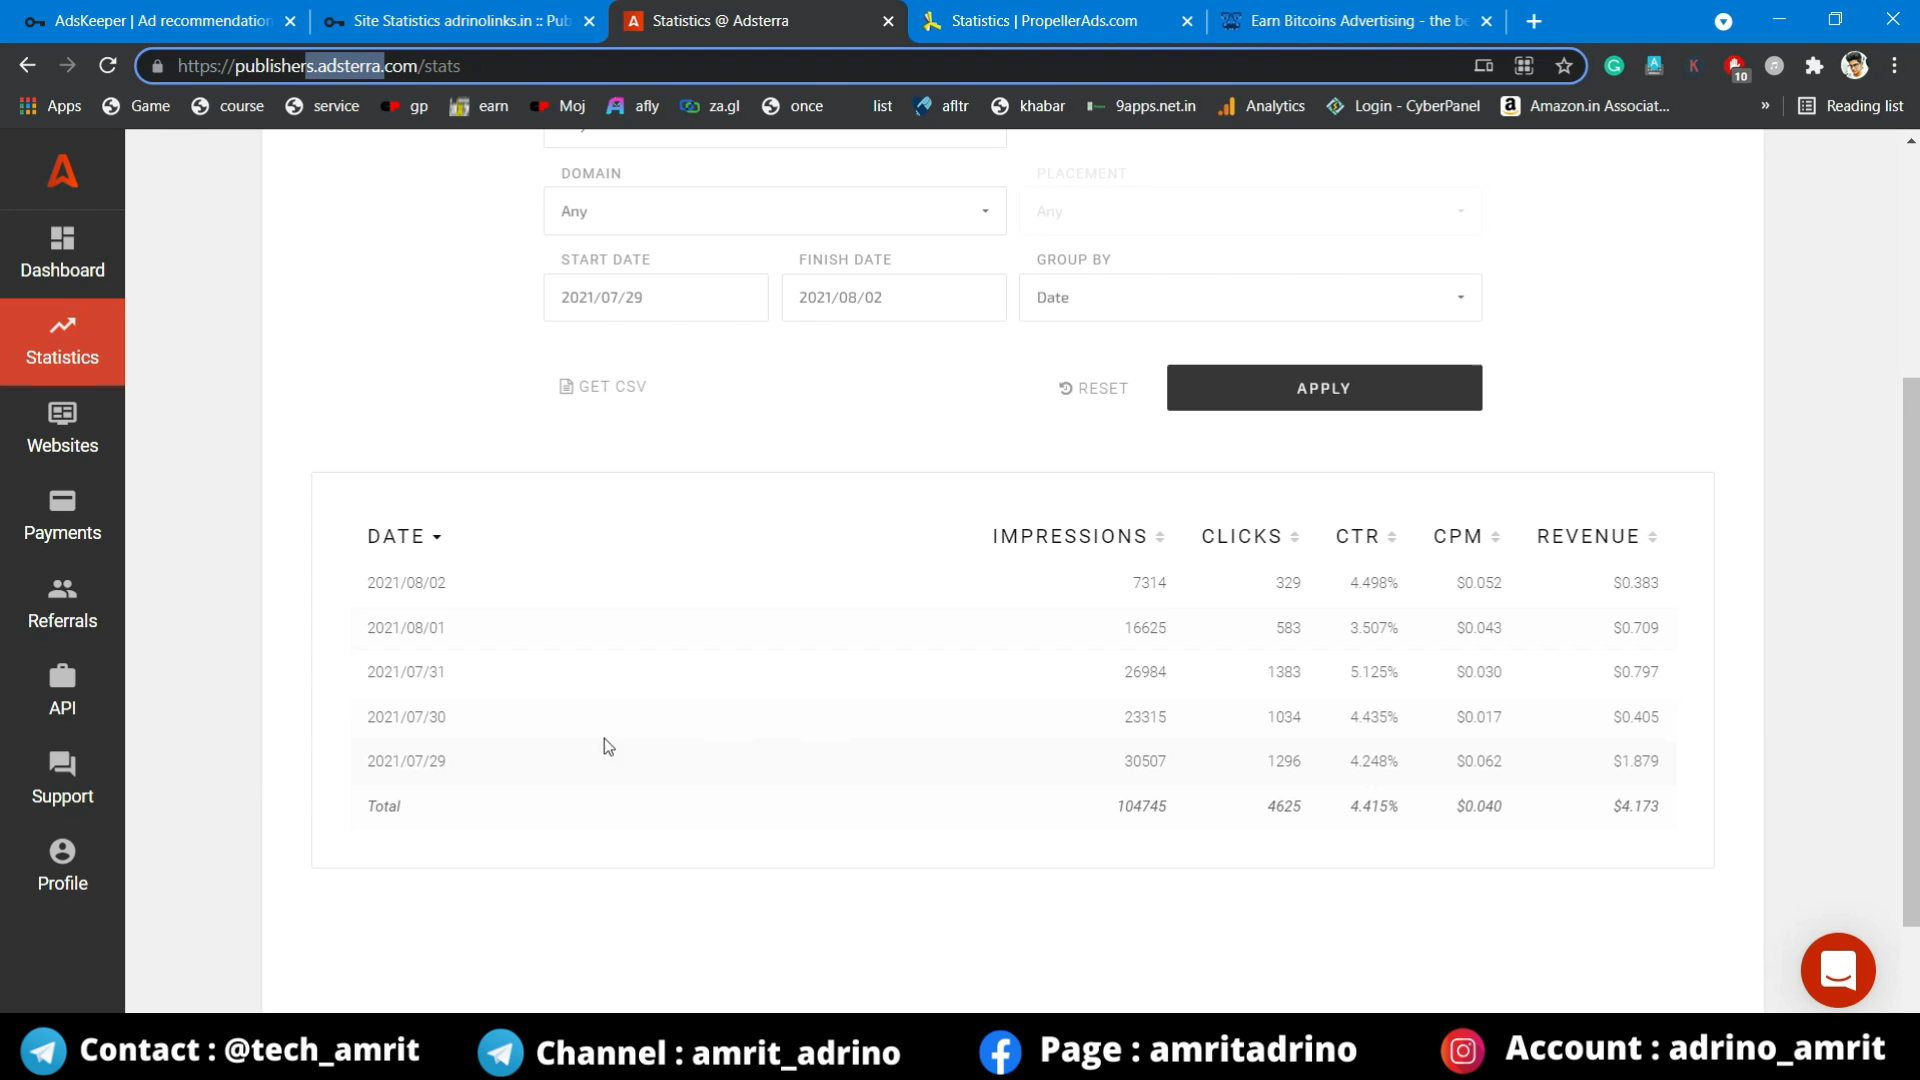 AdsKeeper | Ad recommendation
Site Statistics adrinolinks.in :: Pub
Statistics @ Adsterra
Statistics | PropellerAds.com
Earn Bitcoins Advertising - the be
https://publishers.adsterra.com/stats
10
Apps Game course service gp earn Moj afly za.gl once list afltr khabar 9apps.net.in Analytics Login - CyberPanel Amazon.in Associat... » Reading list
Dashboard
Statistics
Websites
Payments
Referrals
API
Support
Profile
DOMAIN PLACEMENT
Any Any
START DATE FINISH DATE GROUP BY
2021/07/29 2021/08/02 Date
GET CSV RESET APPLY
DATE IMPRESSIONS CLICKS CTR CPM REVENUE
2021/08/02 7314 329 4.498% $0.052 $0.383
2021/08/01 16625 583 3.507% $0.043 $0.709
2021/07/31 26984 1383 5.125% $0.030 $0.797
2021/07/30 23315 1034 4.435% $0.017 $0.405
2021/07/29 30507 1296 4.248% $0.062 $1.879
Total 104745 4625 4.415% $0.040 $4.173
Contact : @tech_amrit Channel : amrit_adrino Page : amritadrino Account : adrino_amrit